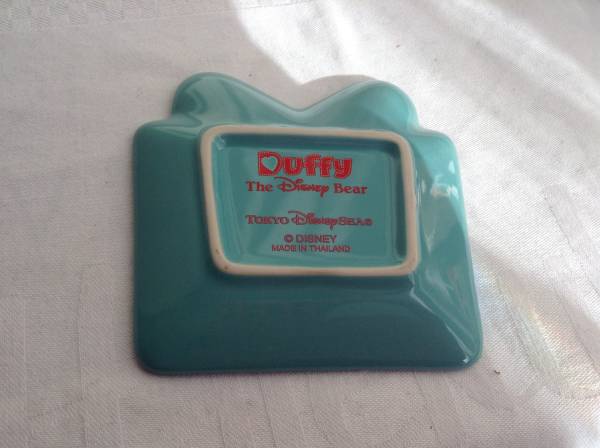 Duffy
The Disney Bear
TOKYO DisneySEA®
© DISNEY
MADE IN THAILAND